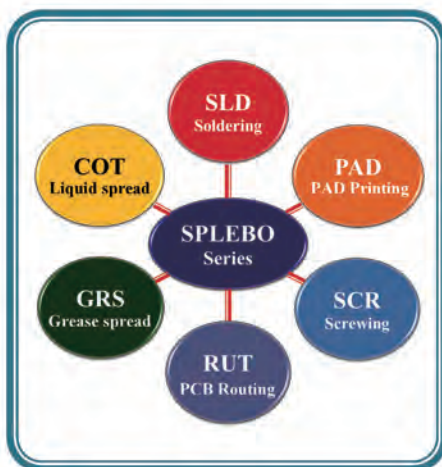 SLD
Soldering
COT
Liquid spread
PAD
PAD Printing
SPLEBO
Series
GRS
Grease spread
SCR
Screwing
RUT
PCB Routing